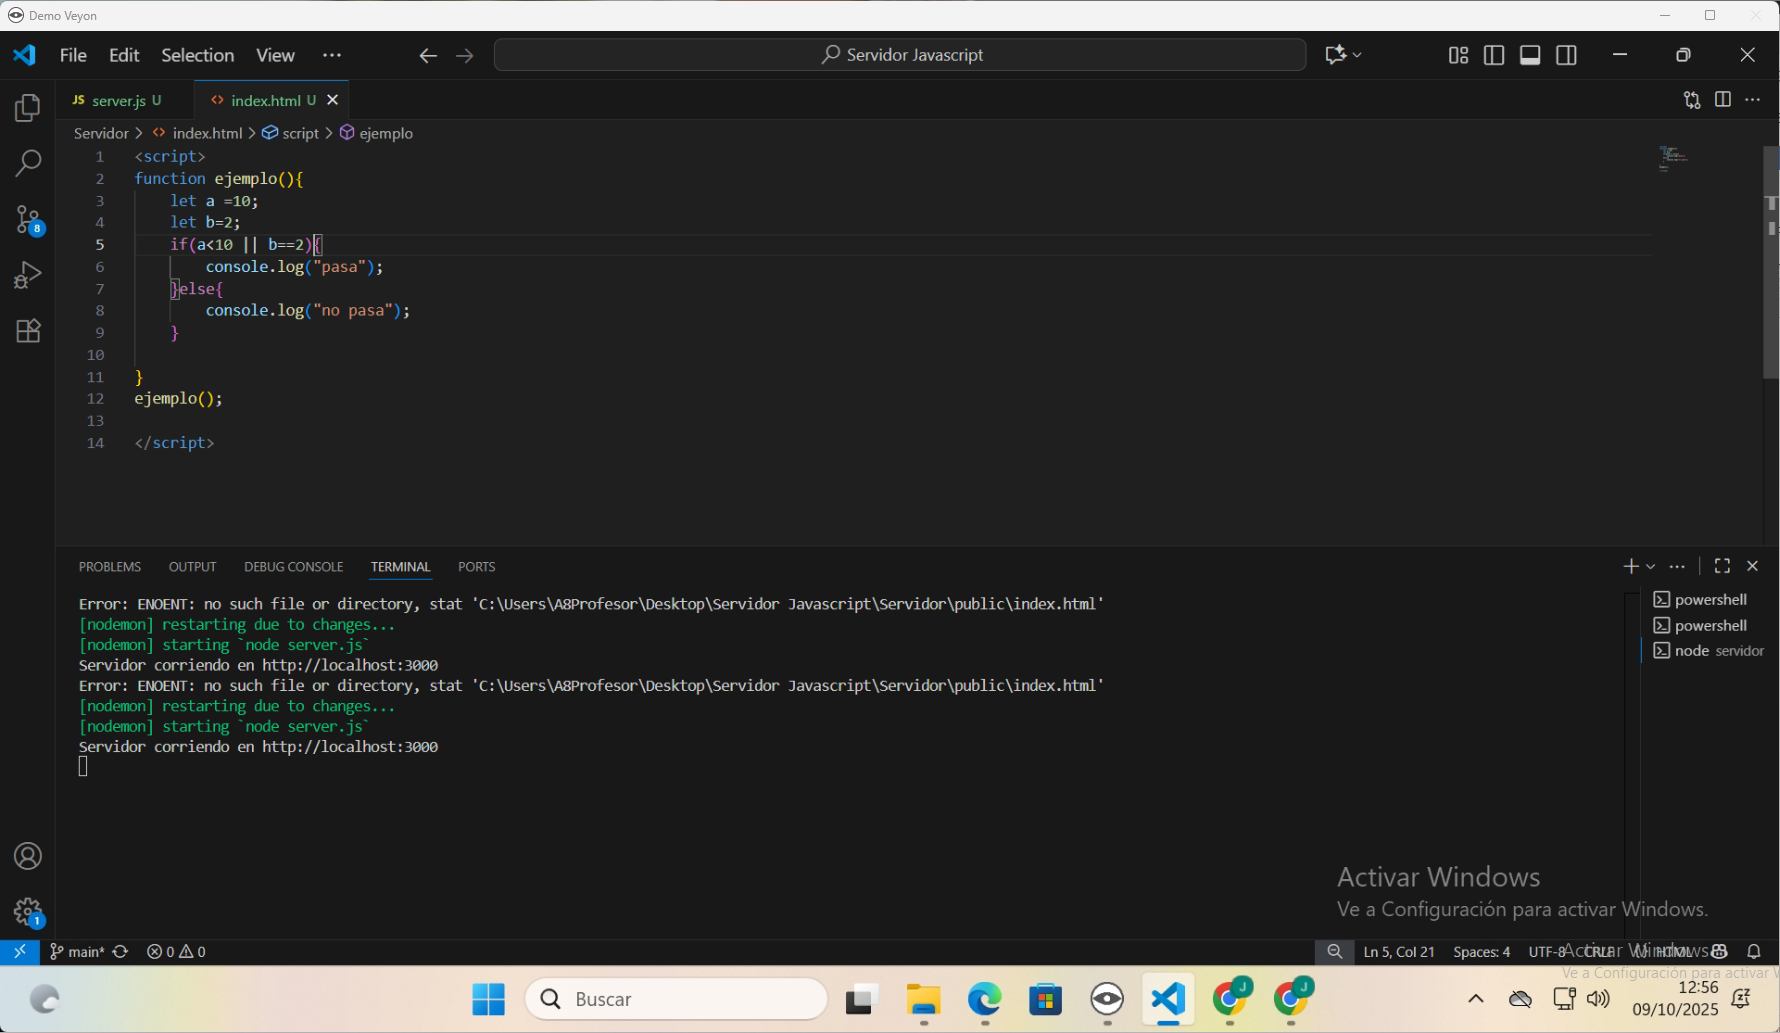 Demo Veyon
File Edit Selection View ··· Servidor Javascript
JS server.js U <> index.html U
Servidor > <> index.html > script > ejemplo
1 <script>
2 function ejemplo(){
3 let a =10;
4 let b=2;
5 if(a<10 || b==2){
6 console.log("pasa");
7 }else{
8 console.log("no pasa");
9 }
10
11 }
12 ejemplo();
13
14 </script>
8
PROBLEMS OUTPUT DEBUG CONSOLE TERMINAL PORTS
Error: ENOENT: no such file or directory, stat 'C:\Users\A8Profesor\Desktop\Servidor Javascript\Servidor\public\index.html'
[nodemon] restarting due to changes...
[nodemon] starting `node server.js`
Servidor corriendo en http://localhost:3000
Error: ENOENT: no such file or directory, stat 'C:\Users\A8Profesor\Desktop\Servidor Javascript\Servidor\public\index.html'
[nodemon] restarting due to changes...
[nodemon] starting `node server.js`
Servidor corriendo en http://localhost:3000
powershell
powershell
node servidor
1
Activar Windows
Ve a Configuración para activar Windows.
main* 0 0 Ln 5, Col 21 Spaces: 4 UTF-8 CRLF HTML
Activar Windows
Ve a Configuración para activar
Buscar
J
J
12:56
09/10/2025